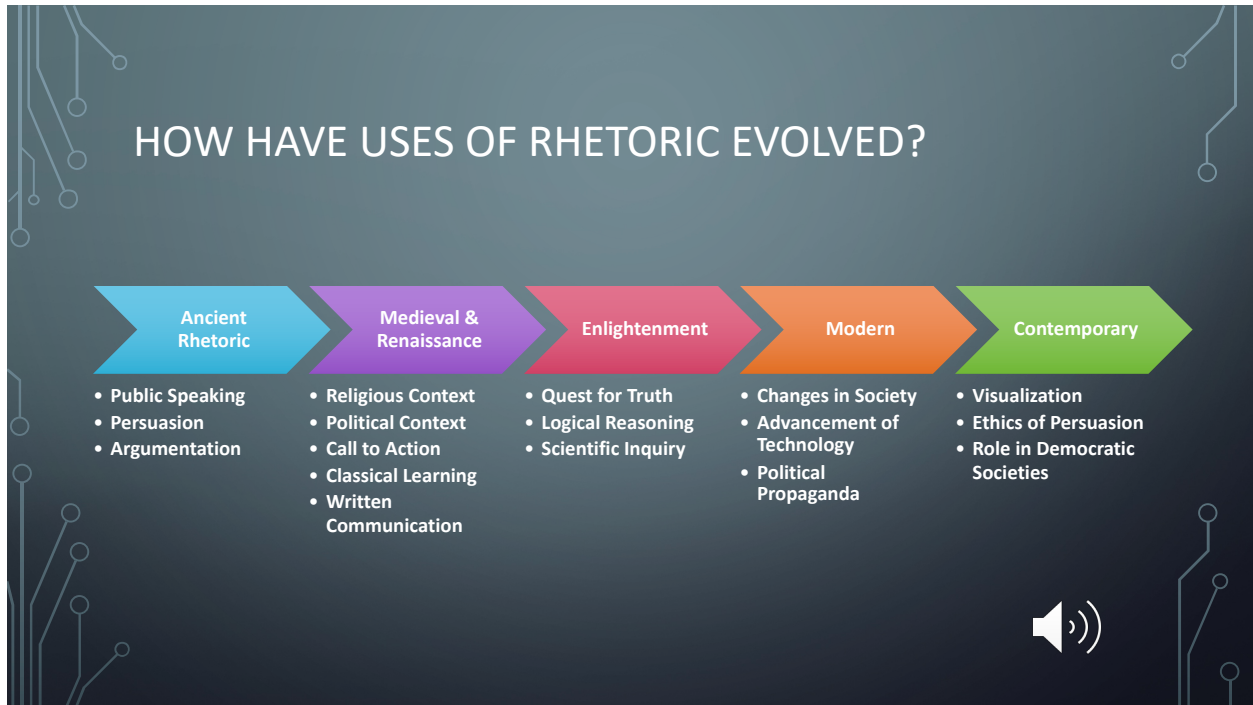 HOW HAVE USES OF RHETORIC EVOLVED?
Ancient
Rhetoric
• Public Speaking
• Persuasion
• Argumentation
Medieval &
Renaissance
• Religious Context
• Political Context
• Call to Action
• Classical Learning
• Written
Communication
Enlightenment
• Quest for Truth
• Logical Reasoning
• Scientific Inquiry
Modern
• Changes in Society
• Advancement of
Technology
• Political
Propaganda
Contemporary
• Visualization
• Ethics of Persuasion
• Role in Democratic
Societies